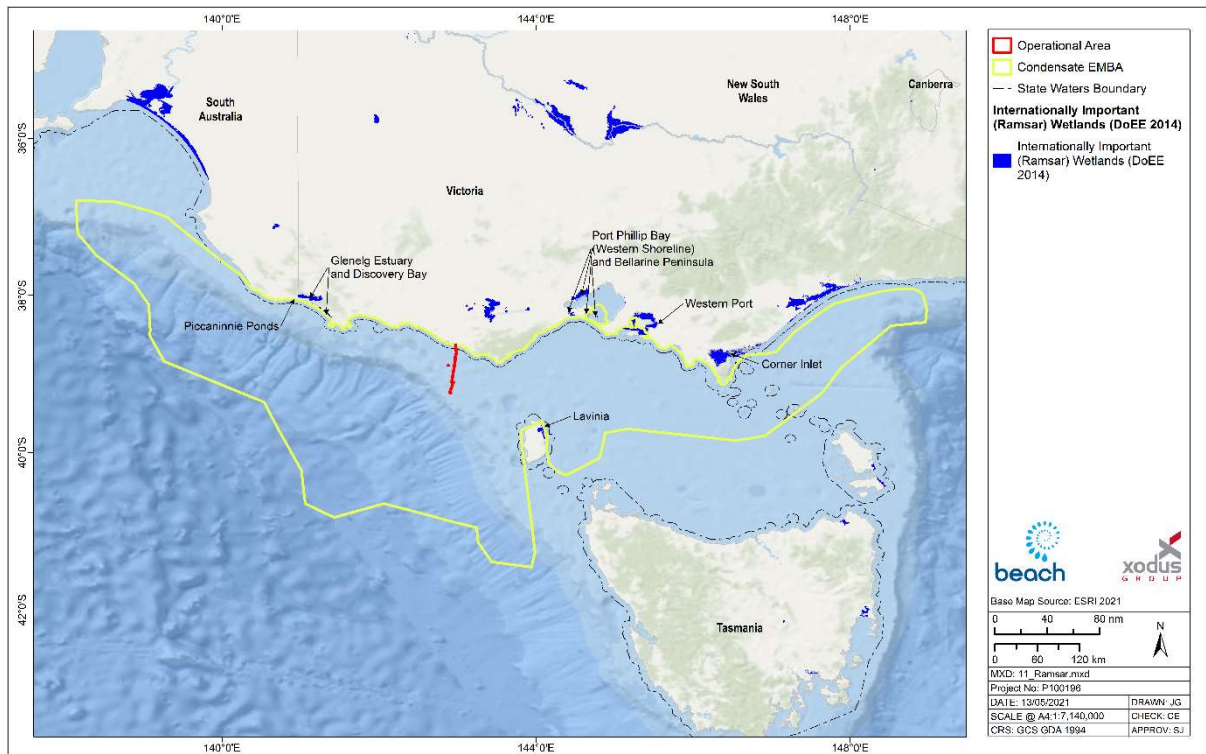 140°0'E
144°0'E
148°0'E
36°S
38°0'S
40°0'S
42°0'S
South
Australia
New South
Wales
Canberra
Victoria
Glenelg Estuary
and Discovery Bay
Port Phillip Bay
(Western Shoreline)
and Bellarine Peninsula
Piccaninnie Ponds
Western Port
Corner Inlet
Lavinia
Tasmania
140°0'E
144°0'E
148°0'E
Operational Area
Condensate EMBA
State Waters Boundary
Internationally Important
(Ramsar) Wetlands (DoEE
2014)
Internationally Important
(Ramsar) Wetlands (DoEE
2014)
beach
xodus
GROUP
Base Map Source: ESRI 2021
0 40 80 nm
N
0 60 120 km
MXD: 11_Ramsar.mxd
Project No: P100196
DATE: 13/05/2021 DRAWN: JG
SCALE @ A4:1:7,140,000 CHECK: CE
CRS: GCS GDA 1994 APPROV: SJ